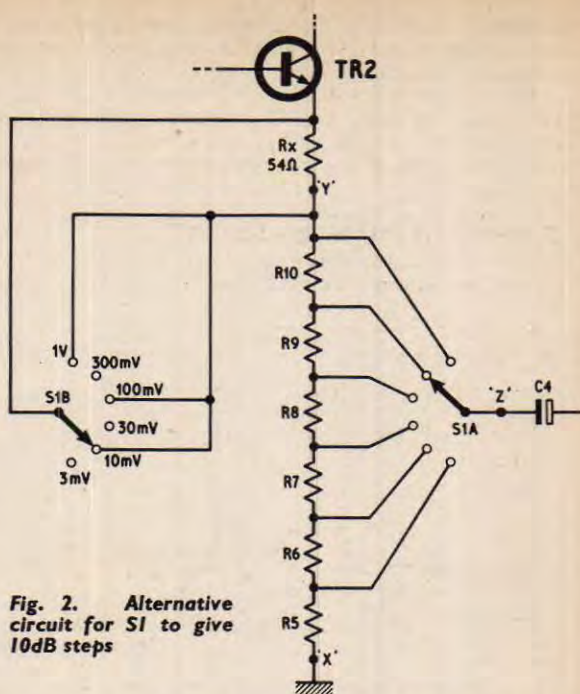 TR2
Rx
54Ω
'Y'
R10
1V
300mV
R9
'Z'
C4
S1B
100mV
R8
S1A
30mV
10mV
R7
3mV
R6
Fig. 2. Alternative
circuit for S1 to give
10dB steps
R5
'X'